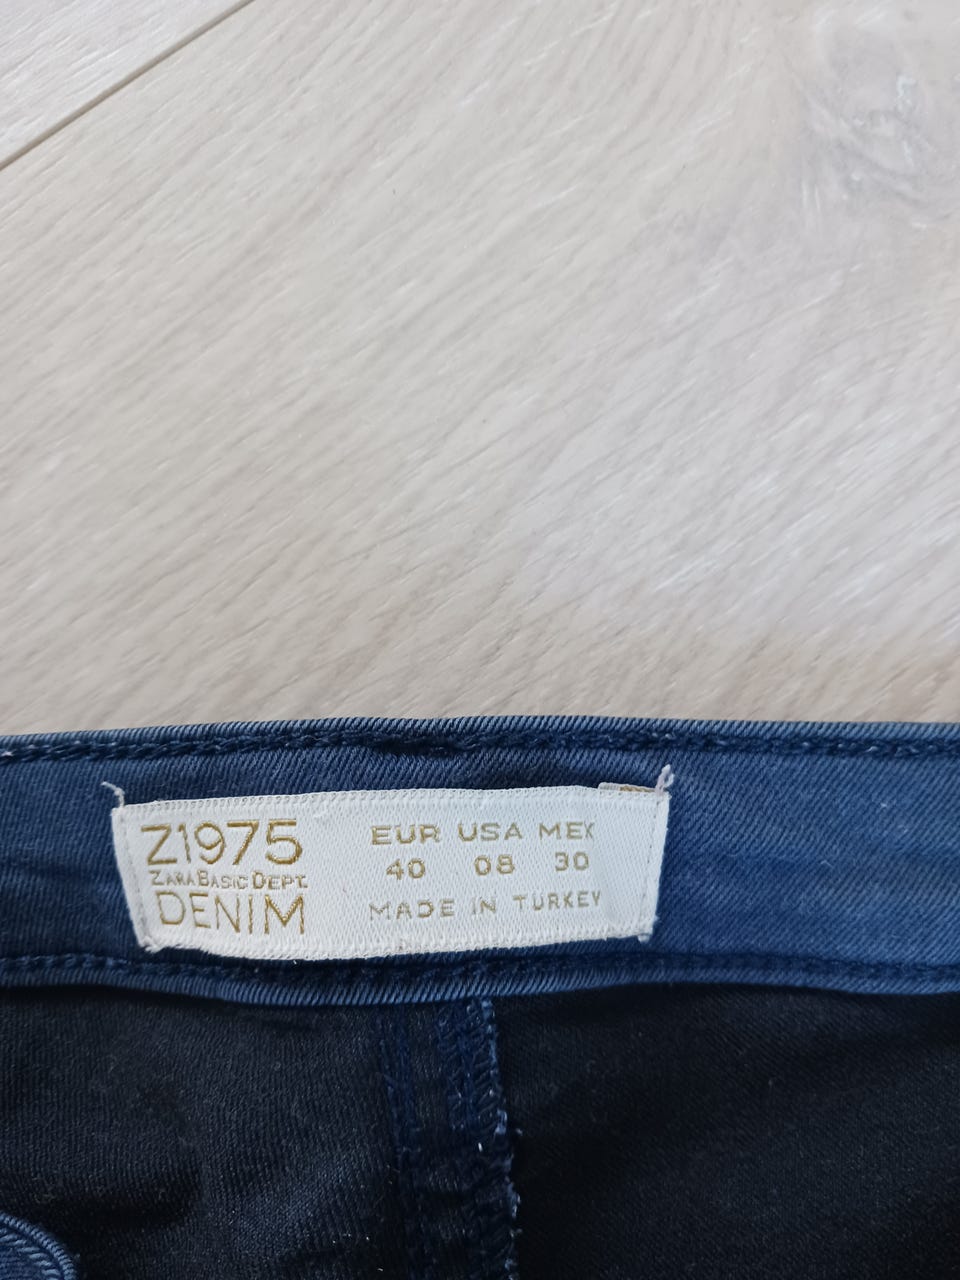 Z1975
ZARA BASIC DEPT.
DENIM
EUR USA MEX
40 08 30
MADE IN TURKEY